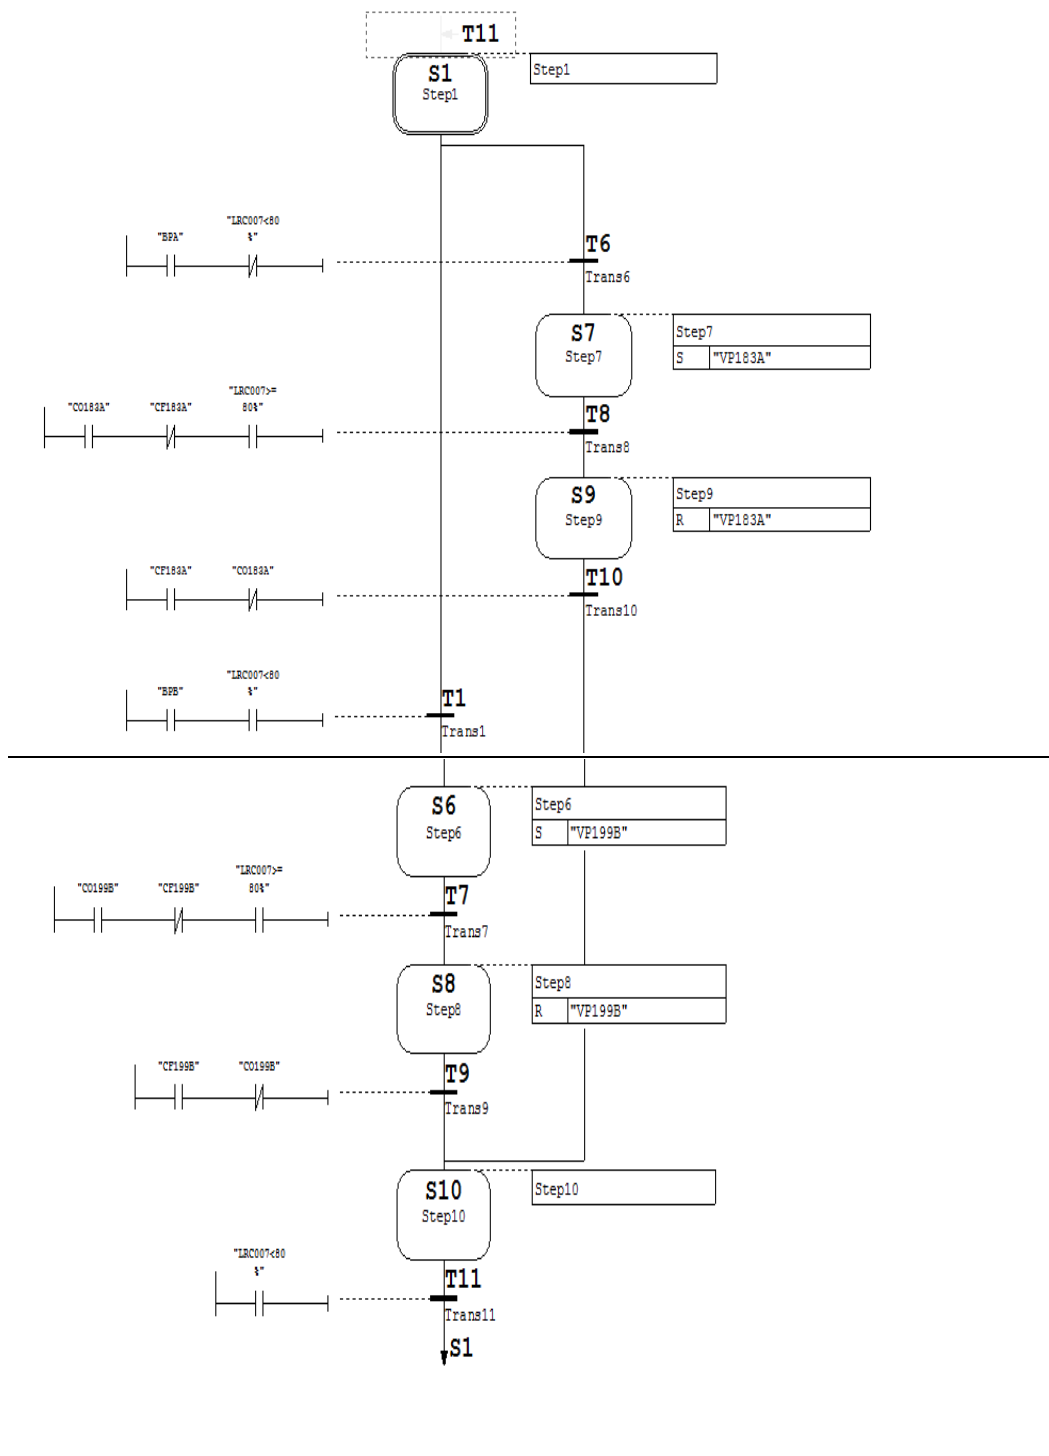 T11
S1
Step1
Step1
"BPA"
"LRC007<80
%"
T6
Trans6
S7
Step7
Step7
S "VP183A"
"CO183A" "CF183A"
"LRC007>=
80%"
T8
Trans8
S9
Step9
Step9
R "VP183A"
"CF183A" "CO183A"
T10
Trans10
"BPB"
"LRC007<80
%"
T1
Trans1
S6
Step6
Step6
S "VP199B"
"CO199B" "CF199B"
"LRC007>=
80%"
T7
Trans7
S8
Step8
Step8
R "VP199B"
"CF199B" "CO199B"
T9
Trans9
S10
Step10
Step10
"LRC007<80
%"
T11
Trans11
S1